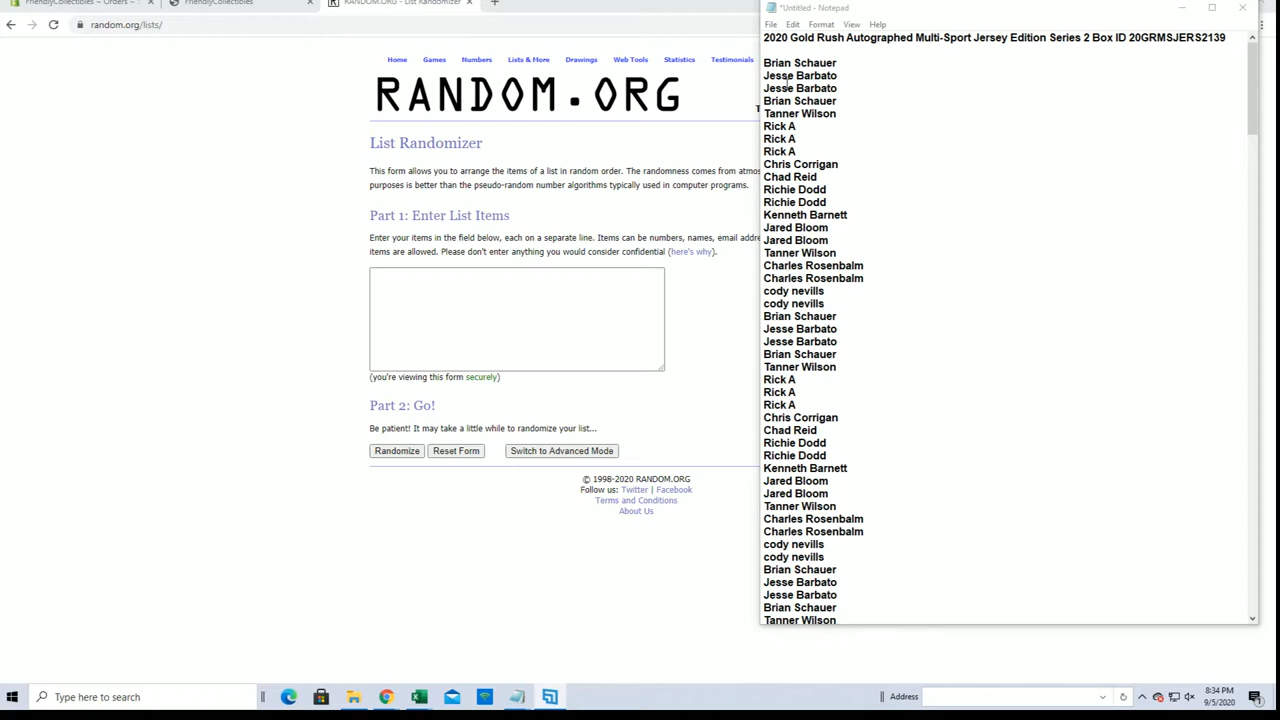 FriendlyCollectibles – Orders –
FriendlyCollectibles
RANDOM.ORG - List Randomizer
random.org/lists/
Home Games Numbers Lists & More Drawings Web Tools Statistics Testimonials
RANDOM.ORG
List Randomizer
This form allows you to arrange the items of a list in random order. The randomness comes from atmos
purposes is better than the pseudo-random number algorithms typically used in computer programs.
Part 1: Enter List Items
Enter your items in the field below, each on a separate line. Items can be numbers, names, email addre
items are allowed. Please don't enter anything you would consider confidential (here's why).
(you're viewing this form securely)
Part 2: Go!
Be patient! It may take a little while to randomize your list...
Randomize Reset Form Switch to Advanced Mode
© 1998-2020 RANDOM.ORG
Follow us: Twitter | Facebook
Terms and Conditions
About Us
*Untitled - Notepad
File Edit Format View Help
2020 Gold Rush Autographed Multi-Sport Jersey Edition Series 2 Box ID 20GRMSJERS2139
Brian Schauer
Jesse Barbato
Jesse Barbato
Brian Schauer
Tanner Wilson
Rick A
Rick A
Rick A
Chris Corrigan
Chad Reid
Richie Dodd
Richie Dodd
Kenneth Barnett
Jared Bloom
Jared Bloom
Tanner Wilson
Charles Rosenbalm
Charles Rosenbalm
cody nevills
cody nevills
Brian Schauer
Jesse Barbato
Jesse Barbato
Brian Schauer
Tanner Wilson
Rick A
Rick A
Rick A
Chris Corrigan
Chad Reid
Richie Dodd
Richie Dodd
Kenneth Barnett
Jared Bloom
Jared Bloom
Tanner Wilson
Charles Rosenbalm
Charles Rosenbalm
cody nevills
cody nevills
Brian Schauer
Jesse Barbato
Jesse Barbato
Brian Schauer
Tanner Wilson
Type here to search
Address
8:34 PM
9/5/2020